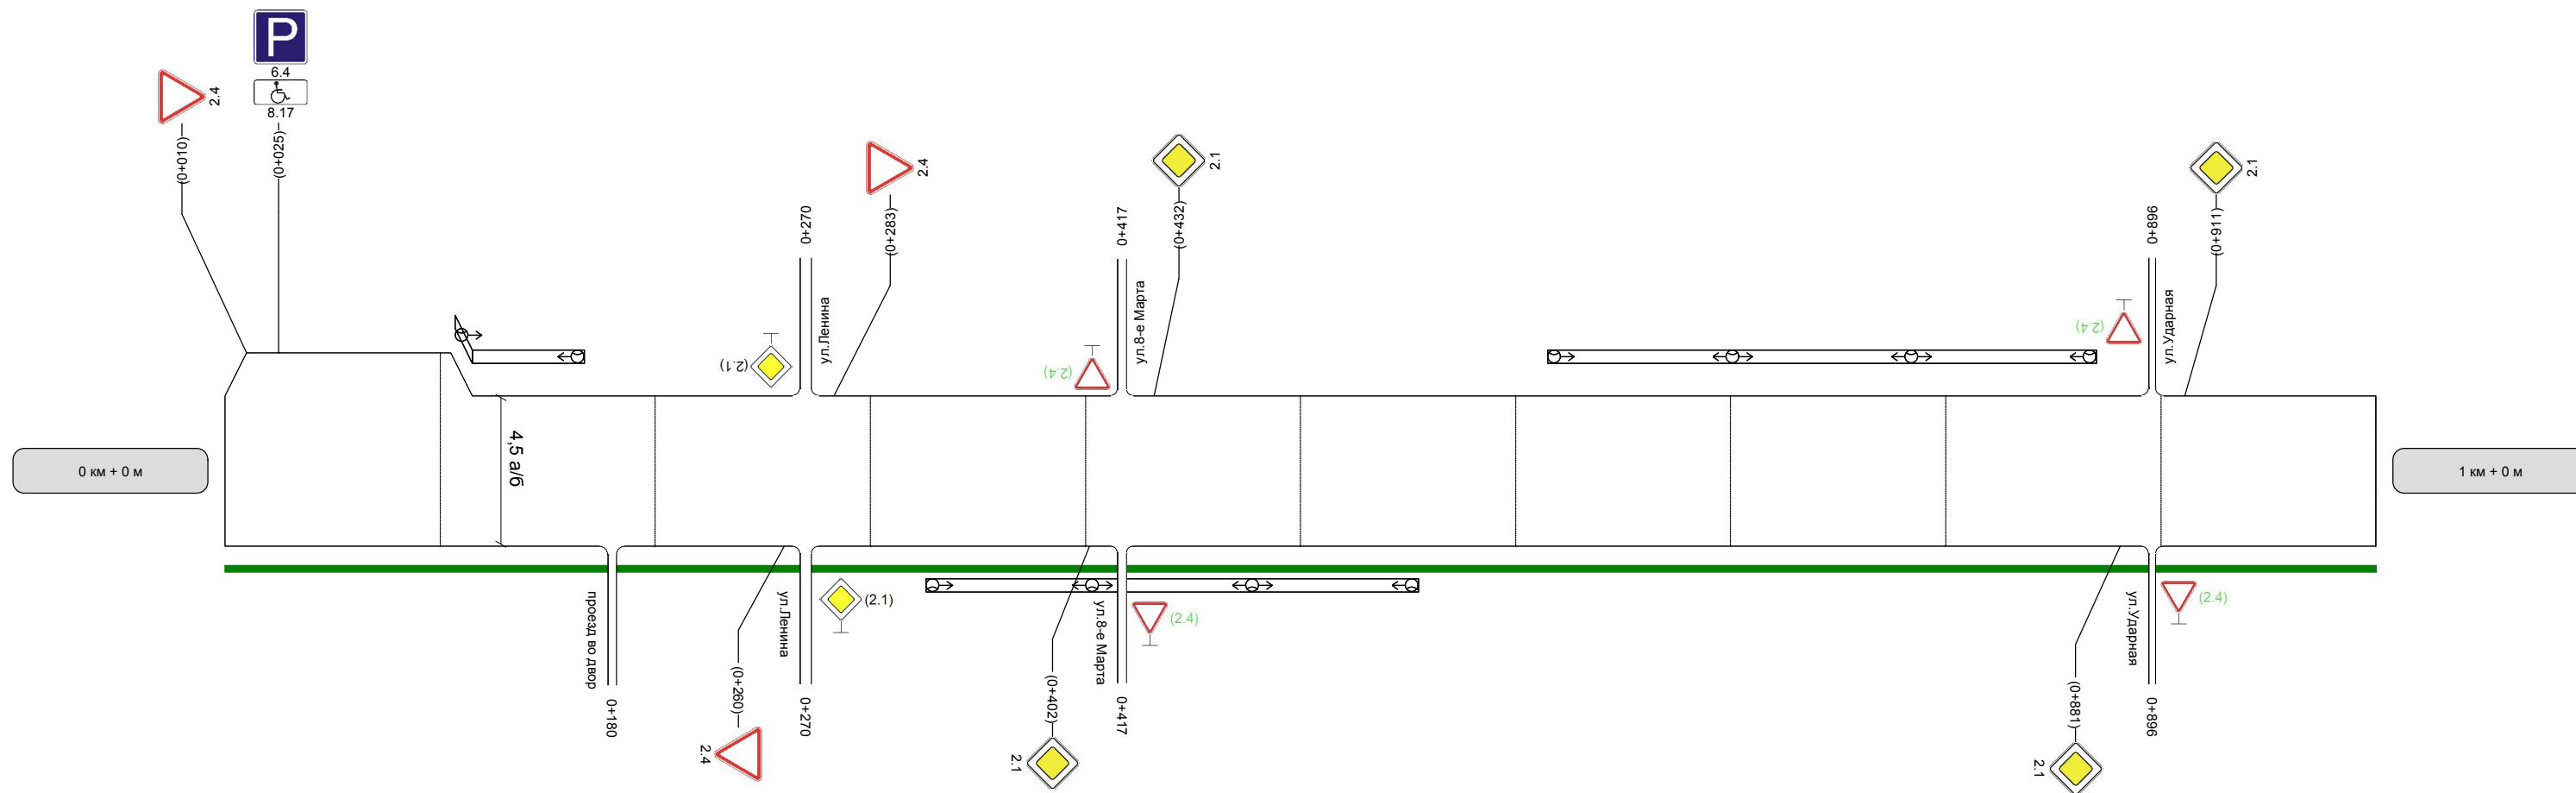 P
6.4
8.17
2.4
(0+010)
(0+025)
2.4
(0+283)
0+270
ул.Ленина
(2.1)
0+417
ул.8-е Марта
(2.4)
2.1
(0+432)
0+896
ул.Ударная
(2.4)
2.1
(0+911)
0 км + 0 м
4,5 а/б
1 км + 0 м
проезд во двор
0+180
2.4
(0+260)
ул.Ленина
0+270
(2.1)
2.1
(0+402)
ул.8-е Марта
0+417
(2.4)
2.1
(0+881)
ул.Ударная
0+896
(2.4)